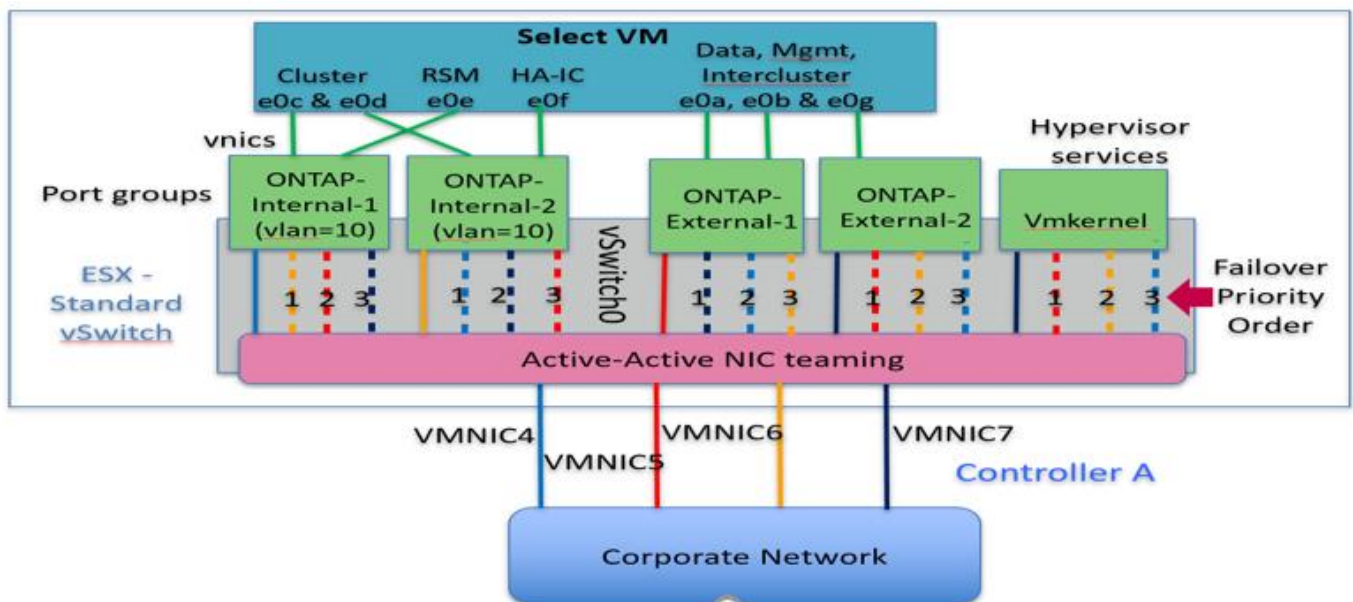 Select VM
Cluster
e0c & e0d
RSM
e0e
HA-IC
e0f
Data, Mgmt,
Intercluster
e0a, e0b & e0g
vnics
Hypervisor
services
Port groups
ONTAP-
Internal-1
(vlan=10)
ONTAP-
Internal-2
(vlan=10)
vSwitch0
ONTAP-
External-1
ONTAP-
External-2
Vmkernel
ESX -
Standard
vSwitch
1 2 3
1 2 3
1 2 3
1 2 3
1 2 3
Failover
Priority
Order
Active-Active NIC teaming
VMNIC4
VMNIC5
VMNIC6
VMNIC7
Controller A
Corporate Network